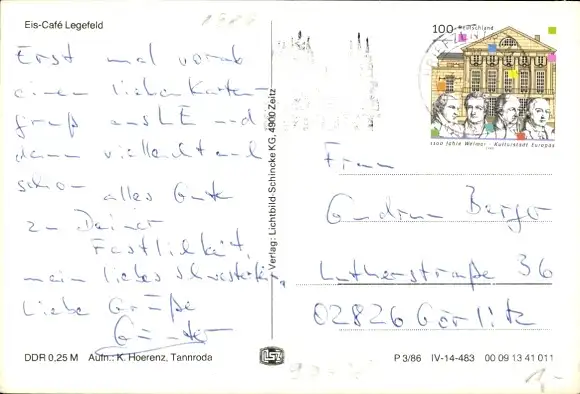 Eis-Café Legefeld
Erst mal vorab
einen lieben Karten-
gruß aus LE und
dann vielleicht auch
schon alles Gute
zu Deiner
Festlichkeit,
mein liebes Schwesterlein,
Liebe Grüße
Günter
DDR 0,25 M Aufn.: K. Hoerenz, Tannroda
Verlag: Lichtbild-Schincke KG, 4900 Zeitz
100 Deutschland
1100 Jahre Weimar · Kulturstadt Europas
Frau
Gudrun Berger
Lutherstraße 36
02826 Görlitz
P 3/86 IV-14-483 00 09 13 41 011
1,-